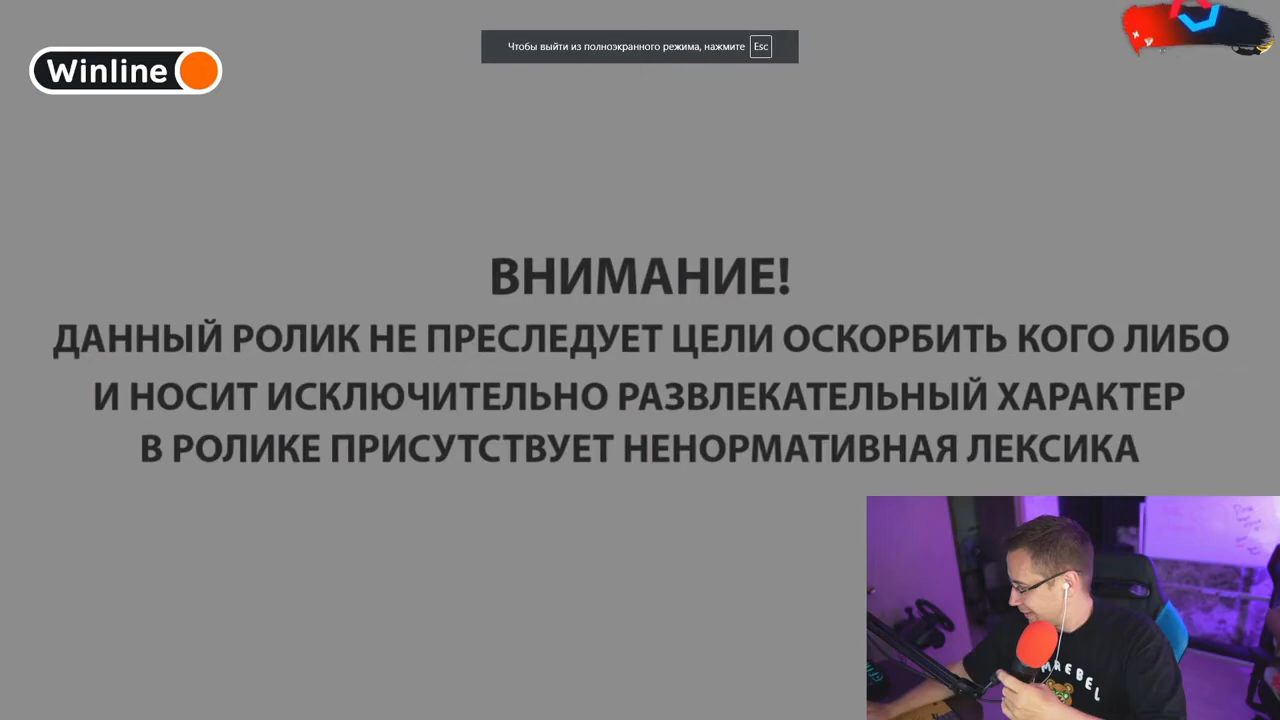 Чтобы выйти из полноэкранного режима, нажмите Esc
Winline
ВНИМАНИЕ!
ДАННЫЙ РОЛИК НЕ ПРЕСЛЕДУЕТ ЦЕЛИ ОСКОРБИТЬ КОГО ЛИБО
И НОСИТ ИСКЛЮЧИТЕЛЬНО РАЗВЛЕКАТЕЛЬНЫЙ ХАРАКТЕР
В РОЛИКЕ ПРИСУТСТВУЕТ НЕНОРМАТИВНАЯ ЛЕКСИКА
MREBEL